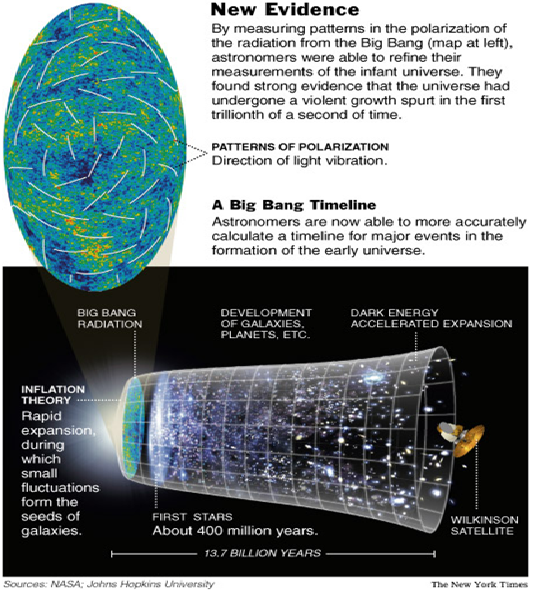 New Evidence
By measuring patterns in the polarization of
the radiation from the Big Bang (map at left),
astronomers were able to refine their
measurements of the infant universe. They
found strong evidence that the universe had
undergone a violent growth spurt in the first
trillionth of a second of time.
PATTERNS OF POLARIZATION
Direction of light vibration.
A Big Bang Timeline
Astronomers are now able to more accurately
calculate a timeline for major events in the
formation of the early universe.
BIG BANG
RADIATION
DEVELOPMENT
OF GALAXIES,
PLANETS, ETC.
DARK ENERGY
ACCELERATED EXPANSION
INFLATION
THEORY
Rapid
expansion,
during
which
small
fluctuations
form the
seeds of
galaxies.
FIRST STARS
About 400 million years.
WILKINSON
SATELLITE
13.7 BILLION YEARS
Sources: NASA; Johns Hopkins University
The New York Times